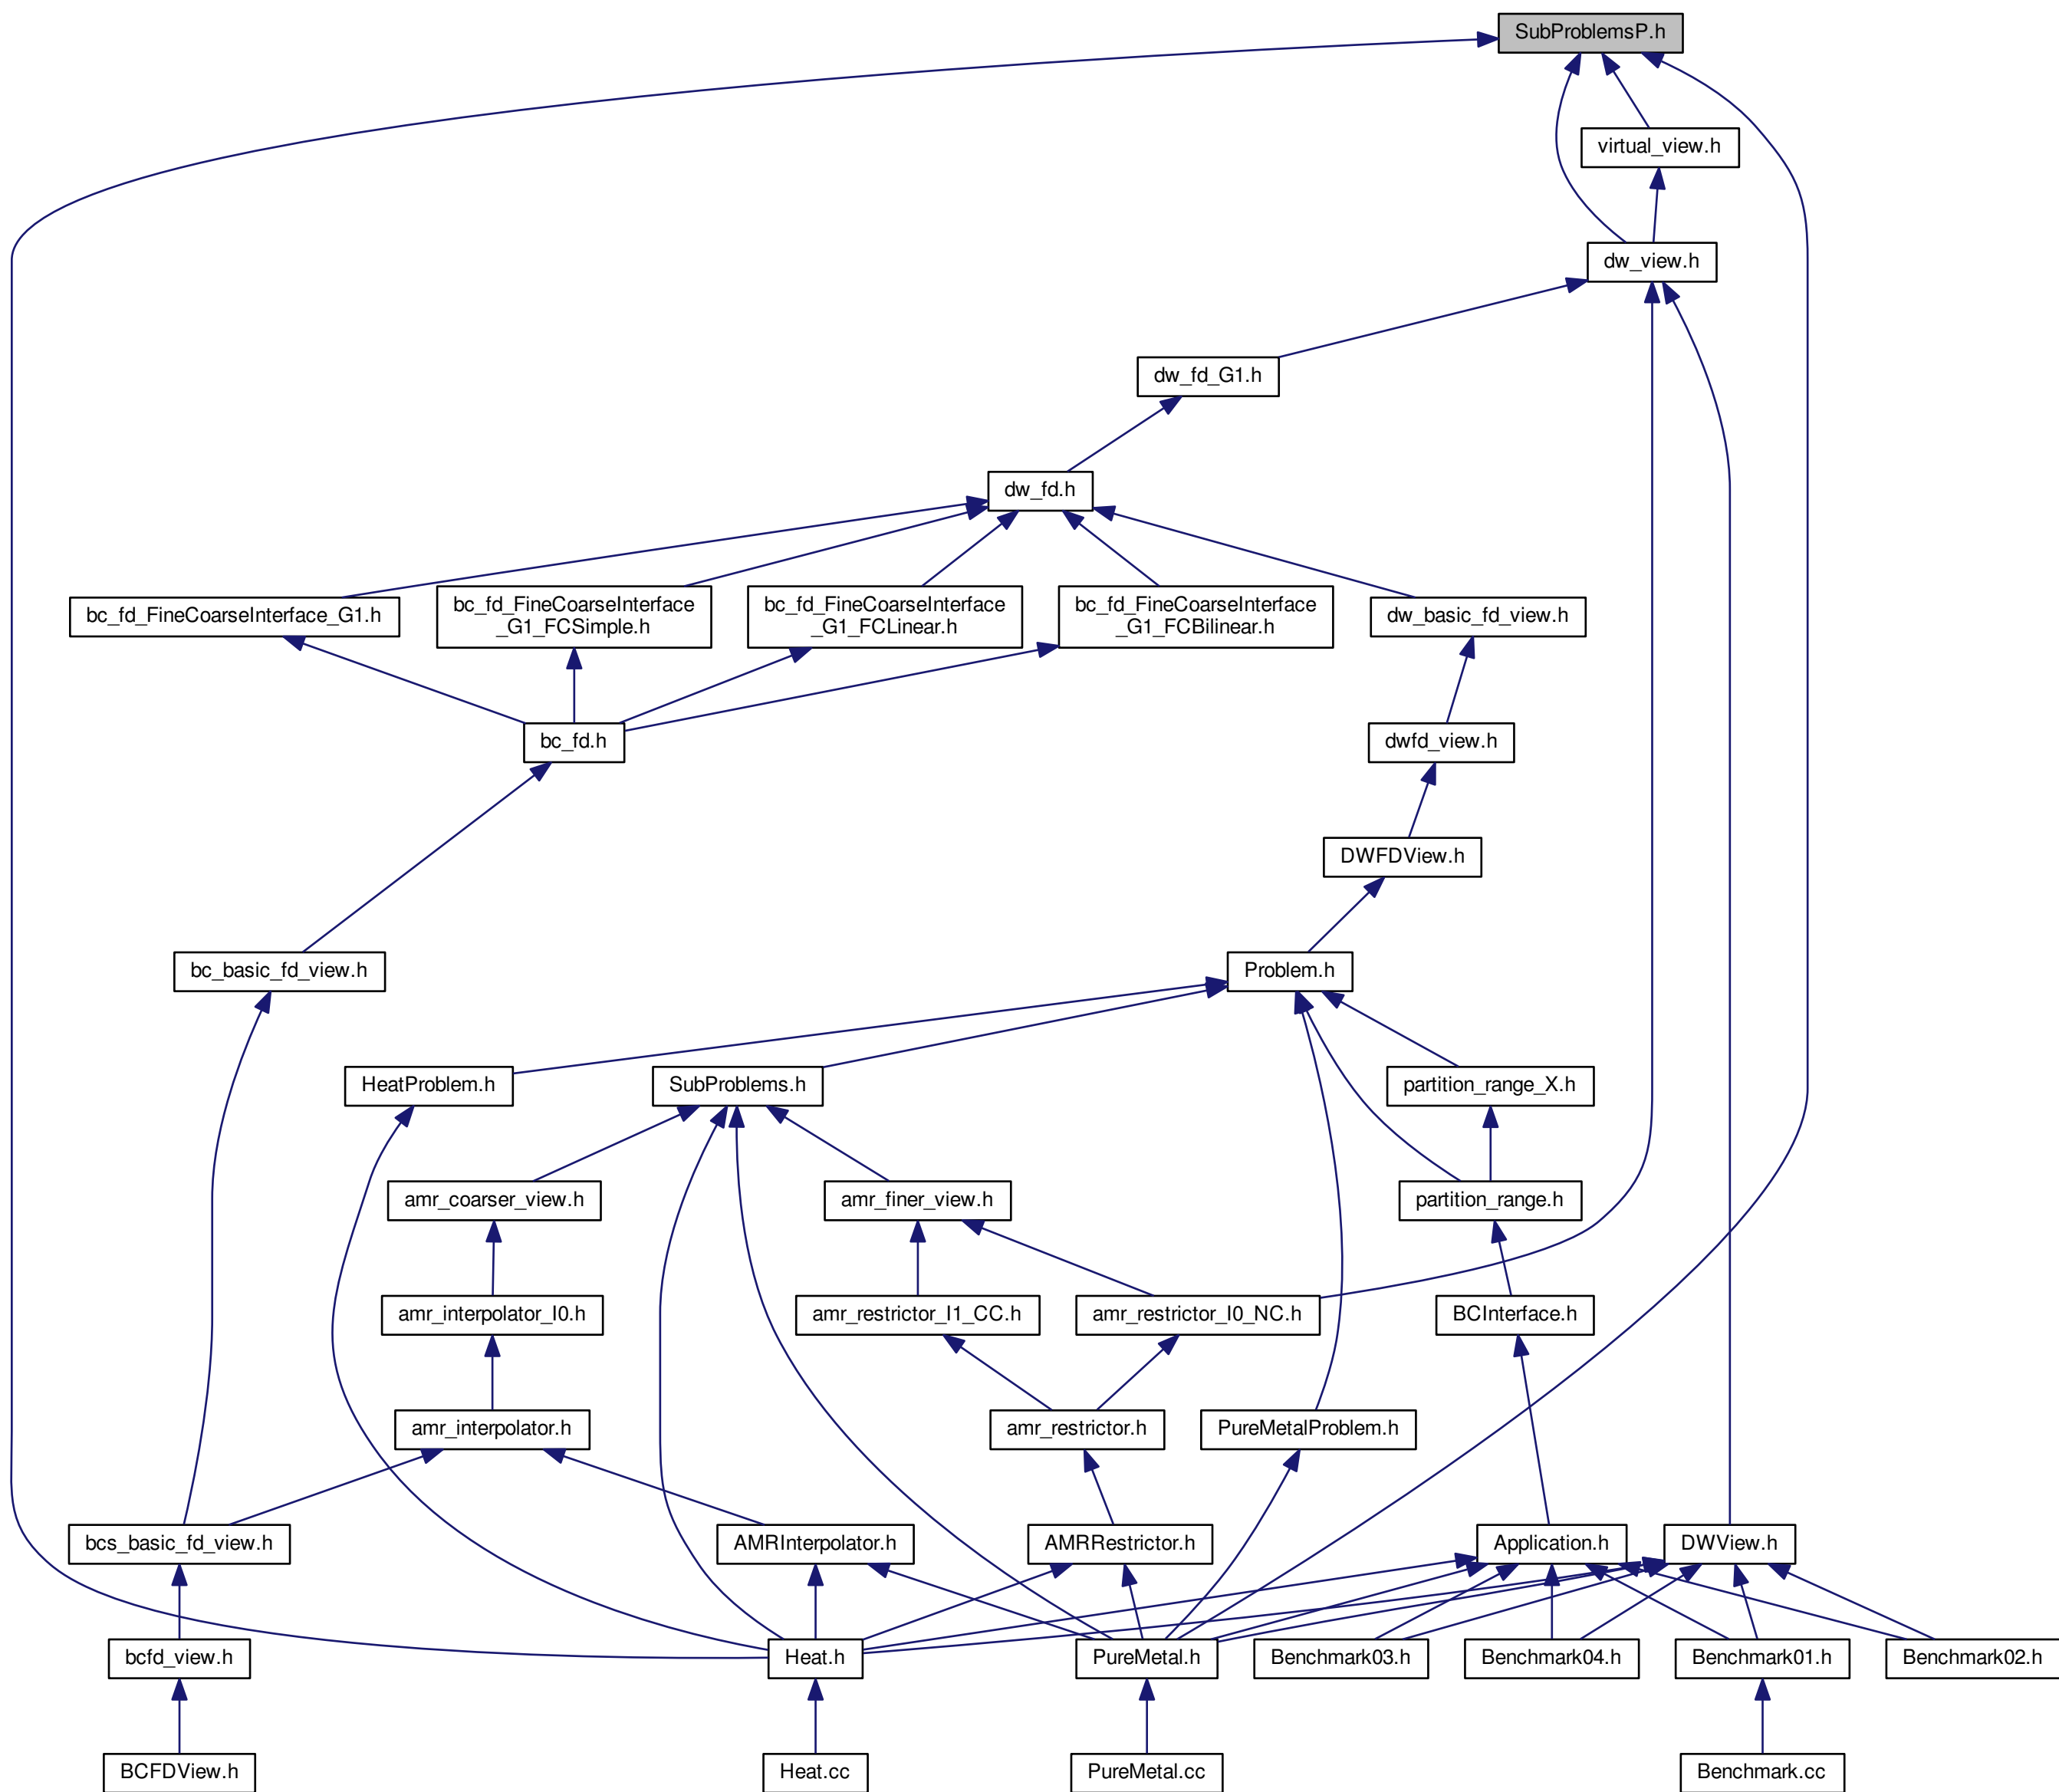 SubProblemsP.h
virtual_view.h
dw_view.h
dw_fd_G1.h
dw_fd.h
bc_fd_FineCoarseInterface_G1.h
bc_fd_FineCoarseInterface
_G1_FCSimple.h
bc_fd_FineCoarseInterface
_G1_FCLinear.h
bc_fd_FineCoarseInterface
_G1_FCBilinear.h
dw_basic_fd_view.h
bc_fd.h
dwfd_view.h
DWFDView.h
bc_basic_fd_view.h
Problem.h
HeatProblem.h
SubProblems.h
partition_range_X.h
amr_coarser_view.h
amr_finer_view.h
partition_range.h
amr_interpolator_I0.h
amr_restrictor_I1_CC.h
amr_restrictor_I0_NC.h
BCInterface.h
amr_interpolator.h
amr_restrictor.h
PureMetalProblem.h
bcs_basic_fd_view.h
AMRInterpolator.h
AMRRestrictor.h
Application.h
DWView.h
bcfd_view.h
Heat.h
PureMetal.h
Benchmark03.h
Benchmark04.h
Benchmark01.h
Benchmark02.h
BCFDView.h
Heat.cc
PureMetal.cc
Benchmark.cc